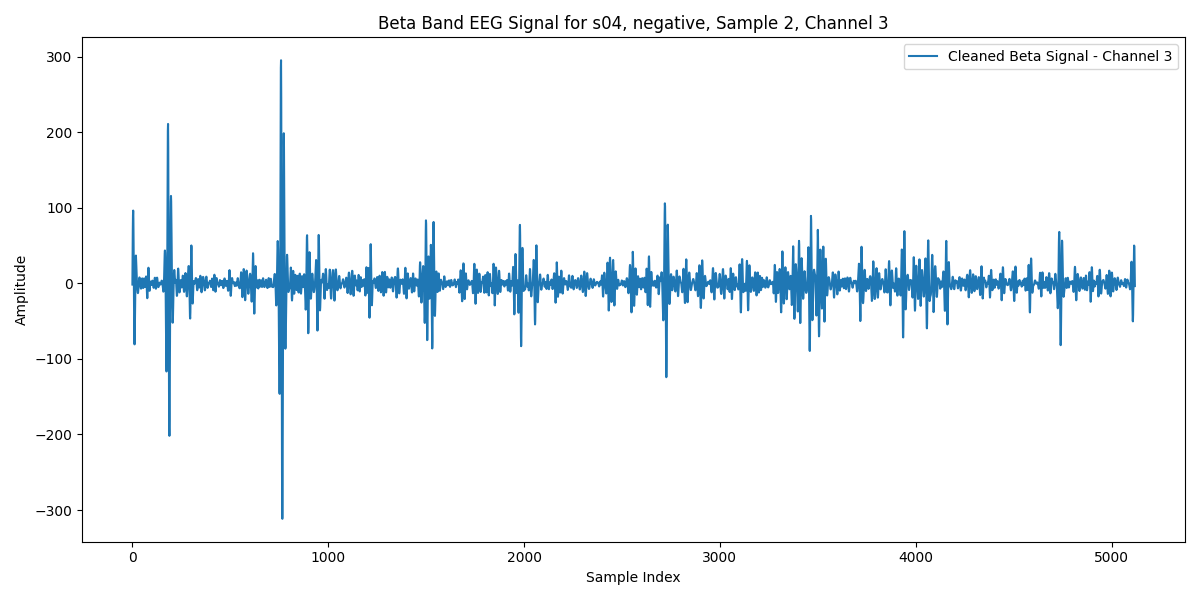 Beta Band EEG Signal for s04, negative, Sample 2, Channel 3
Cleaned Beta Signal - Channel 3
Amplitude
300
200
100
0
−100
−200
−300
0 1000 2000 3000 4000 5000
Sample Index